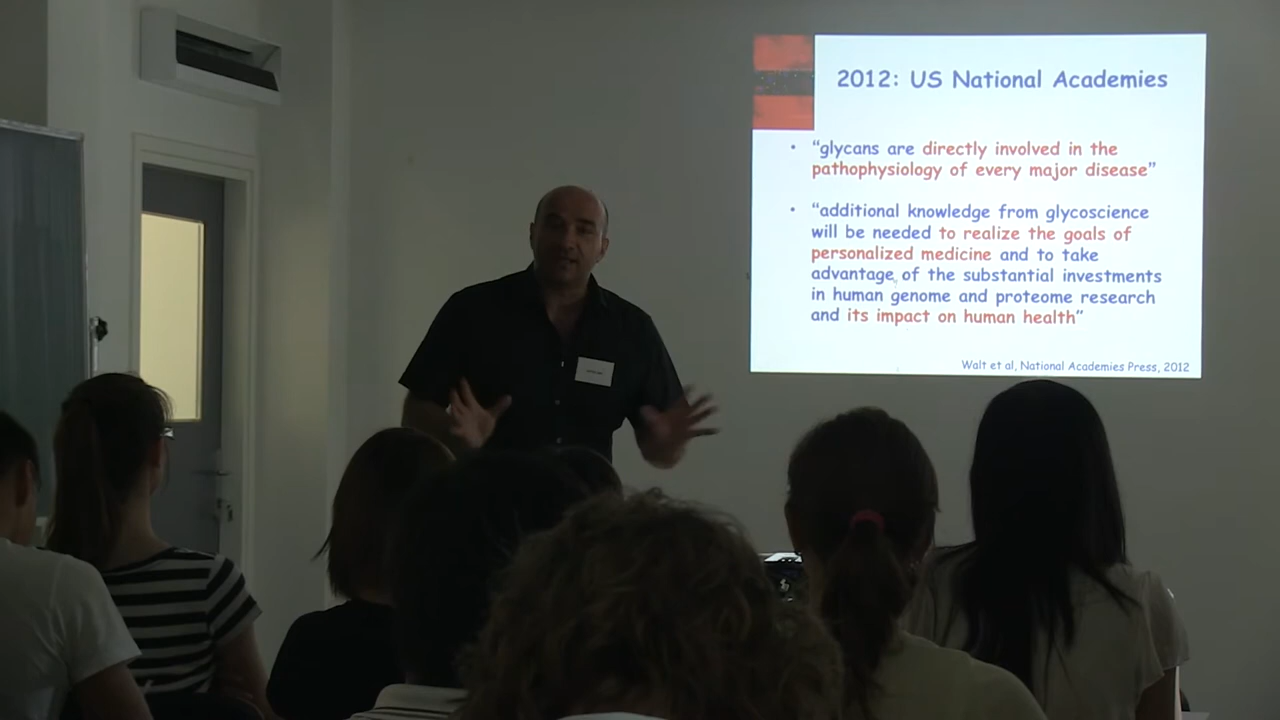 2012: US National Academies
• “glycans are directly involved in the
pathophysiology of every major disease”
• “additional knowledge from glycoscience
will be needed to realize the goals of
personalized medicine and to take
advantage of the substantial investments
in human genome and proteome research
and its impact on human health”
Walt et al, National Academies Press, 2012